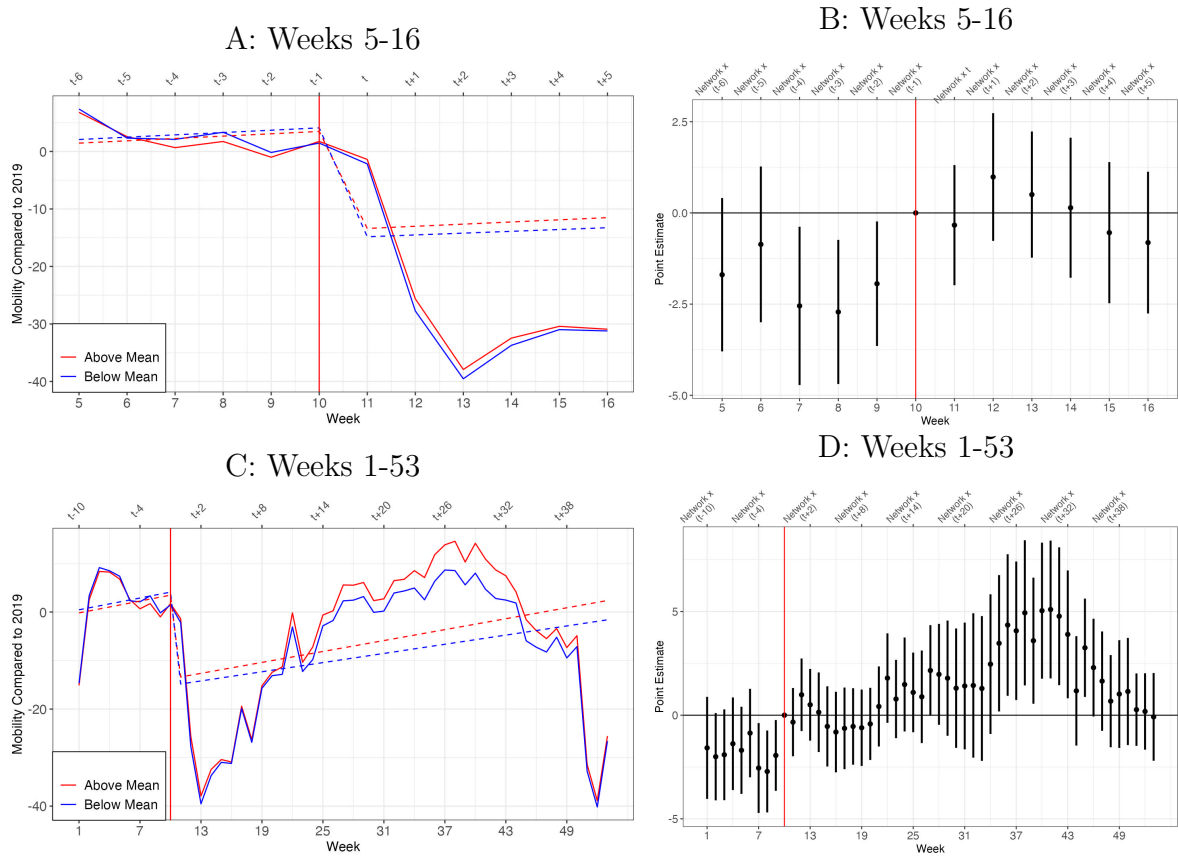 A: Weeks 5-16
t-6 t-5 t-4 t-3 t-2 t-1 t t+1 t+2 t+3 t+4 t-5
Mobility Compared to 2019
0
-10
-20
-30
-40
Above Mean
Below Mean
5 6 7 8 9 10 11 12 13 14 15 16
Week
B: Weeks 5-16
Network x (t-6)
Network x (t-5)
Network x (t-4)
Network x (t-3)
Network x (t-2)
Network x (t-1)
Network x t
Network x (t+1)
Network x (t+2)
Network x (t+3)
Network x (t+4)
Network x (t+5)
Point Estimate
2.5
0.0
-2.5
-5.0
5 6 7 8 9 10 11 12 13 14 15 16
Week
C: Weeks 1-53
t-10 t-4 t+2 t+8 t+14 t+20 t+26 t+32 t+38
Mobility Compared to 2019
0
-20
-40
Above Mean
Below Mean
1 7 13 19 25 31 37 43 49
Week
D: Weeks 1-53
Network x (t-10)
Network x (t-4)
Network x (t+2)
Network x (t+8)
Network x (t+14)
Network x (t+20)
Network x (t+26)
Network x (t+32)
Network x (t+38)
Point Estimate
5
0
-5
1 7 13 19 25 31 37 43 49
Week